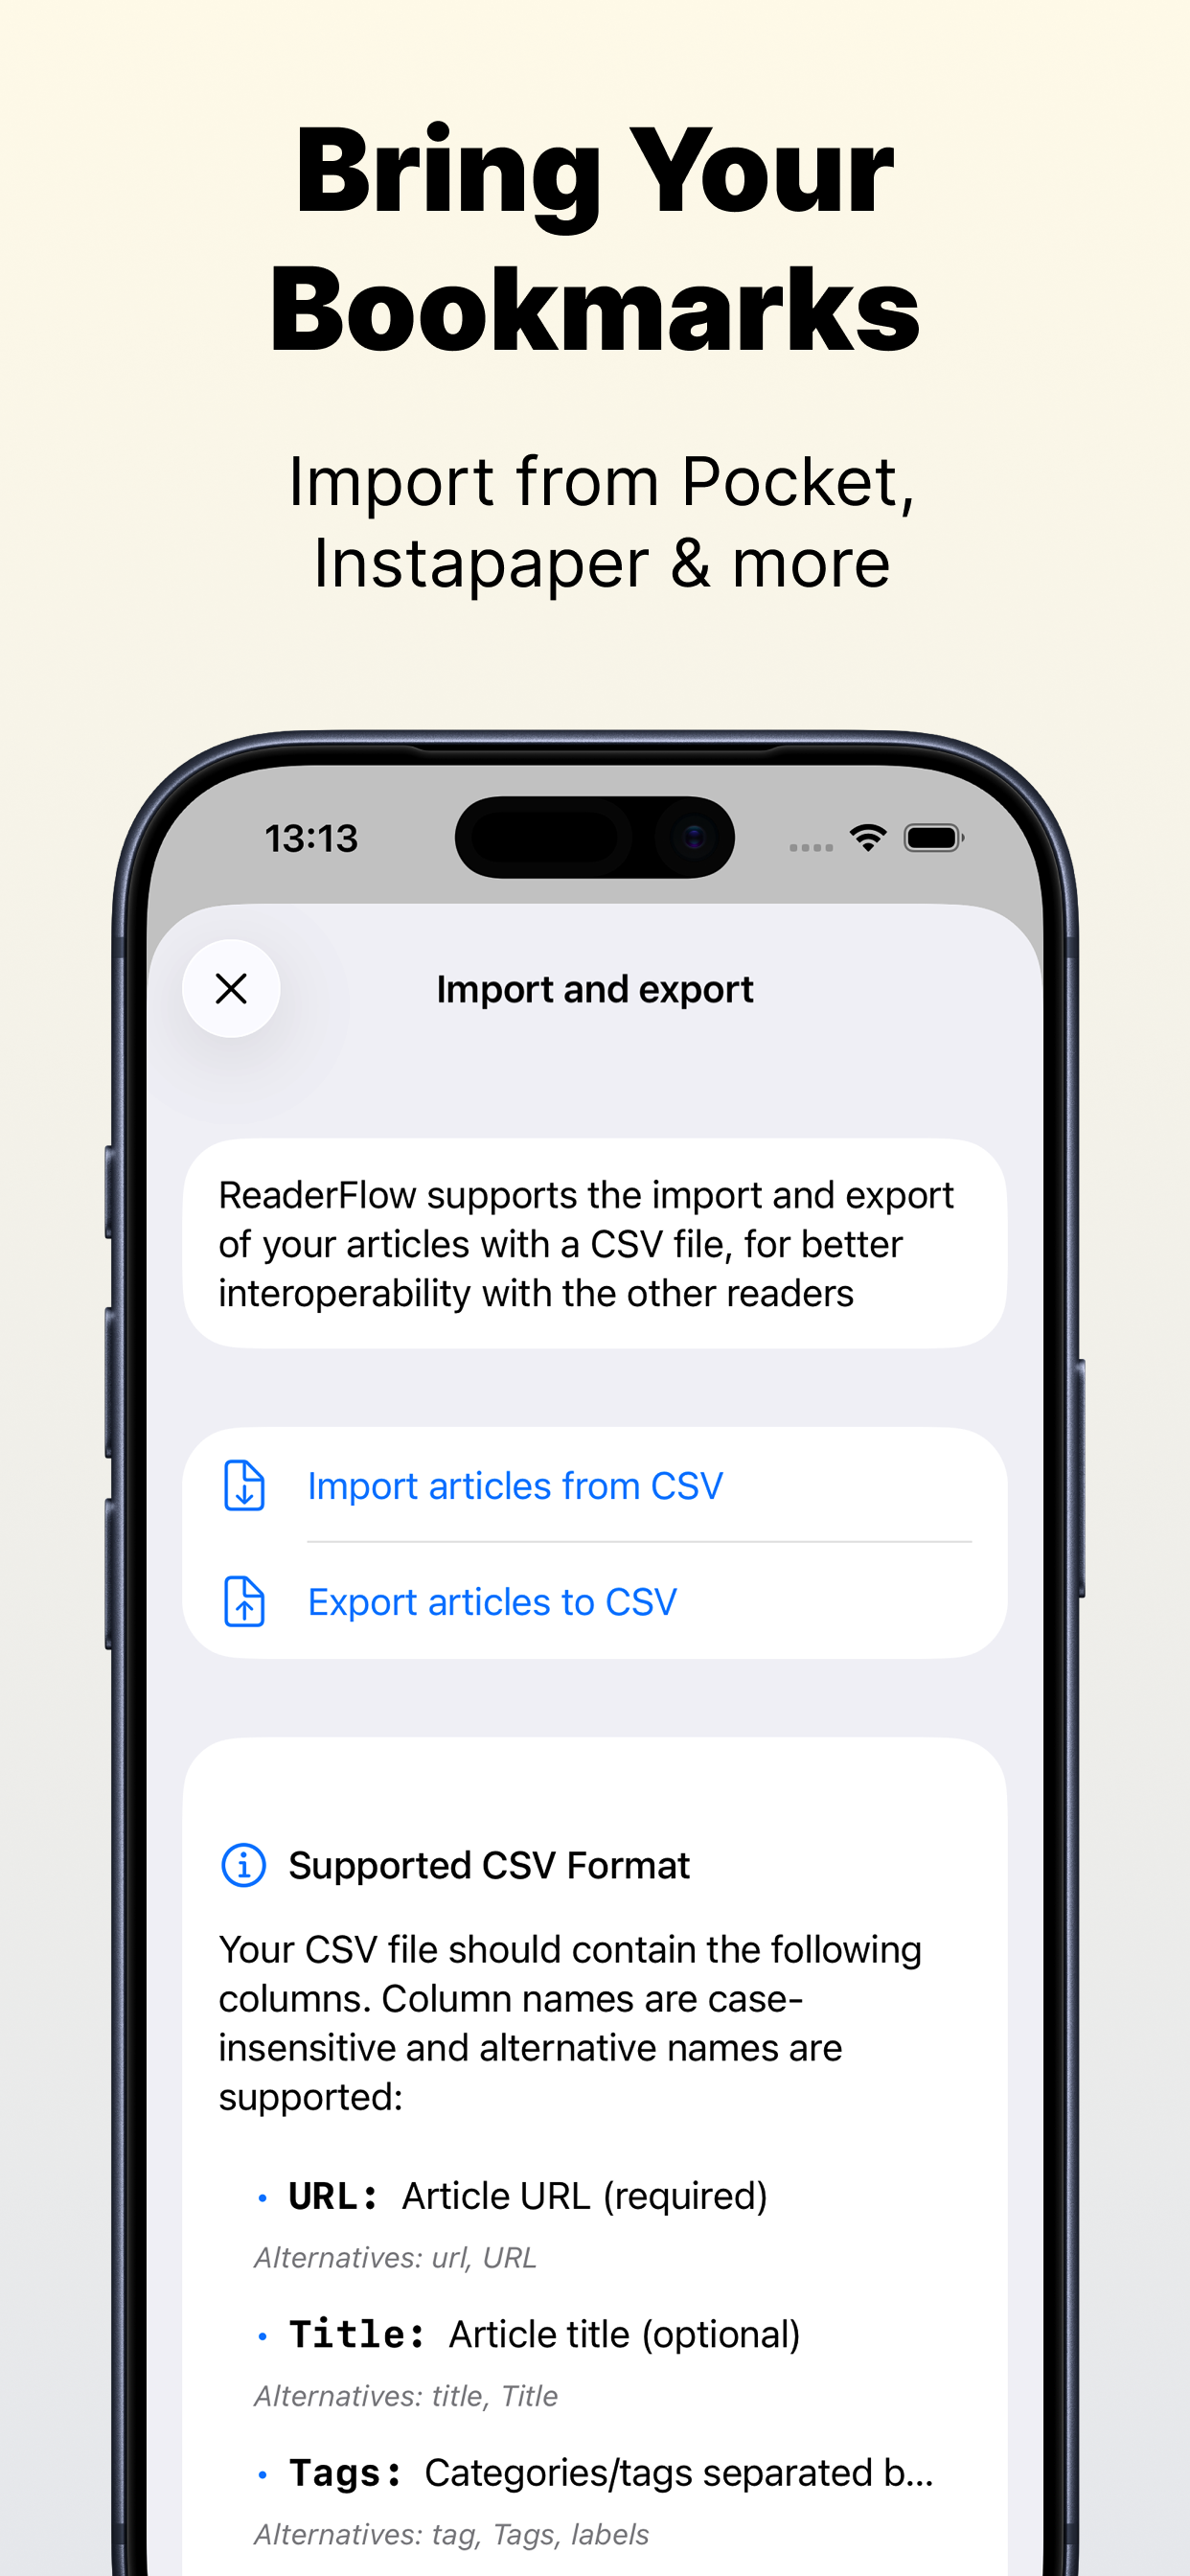 Bring Your
Bookmarks
Import from Pocket,
Instapaper & more
13:13
Import and export
ReaderFlow supports the import and export
of your articles with a CSV file, for better
interoperability with the other readers
Import articles from CSV
Export articles to CSV
Supported CSV Format
Your CSV file should contain the following
columns. Column names are case-
insensitive and alternative names are
supported:
• URL: Article URL (required)
Alternatives: url, URL
• Title: Article title (optional)
Alternatives: title, Title
• Tags: Categories/tags separated b...
Alternatives: tag, Tags, labels